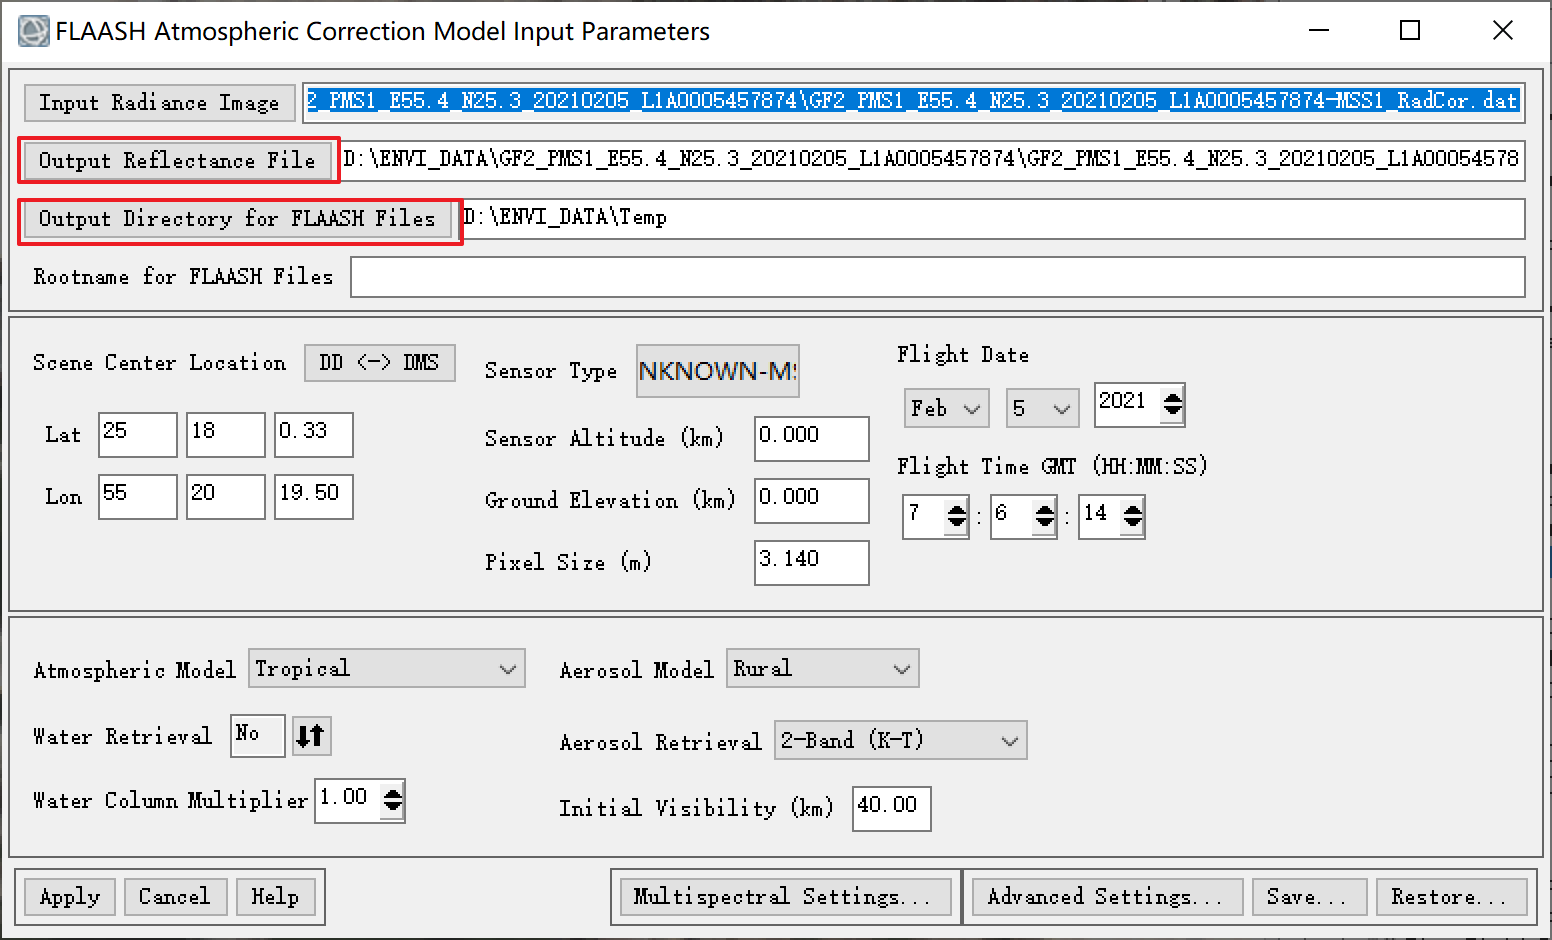 FLAASH Atmospheric Correction Model Input Parameters
Input Radiance Image 2_PMS1_E55.4_N25.3_20210205_L1A0005457874\GF2_PMS1_E55.4_N25.3_20210205_L1A0005457874-MSS1_RadCor.dat
Output Reflectance File D:\ENVI_DATA\GF2_PMS1_E55.4_N25.3_20210205_L1A0005457874\GF2_PMS1_E55.4_N25.3_20210205_L1A00054578
Output Directory for FLAASH Files D:\ENVI_DATA\Temp
Rootname for FLAASH Files
Scene Center Location DD <-> DMS
Lat 25 18 0.33
Lon 55 20 19.50
Sensor Type NKNOWN-MS
Sensor Altitude (km) 0.000
Ground Elevation (km) 0.000
Pixel Size (m) 3.140
Flight Date
Feb 5 2021
Flight Time GMT (HH:MM:SS)
7 : 6 : 14
Atmospheric Model Tropical
Water Retrieval No
Water Column Multiplier 1.00
Aerosol Model Rural
Aerosol Retrieval 2-Band (K-T)
Initial Visibility (km) 40.00
Apply Cancel Help Multispectral Settings... Advanced Settings... Save... Restore...